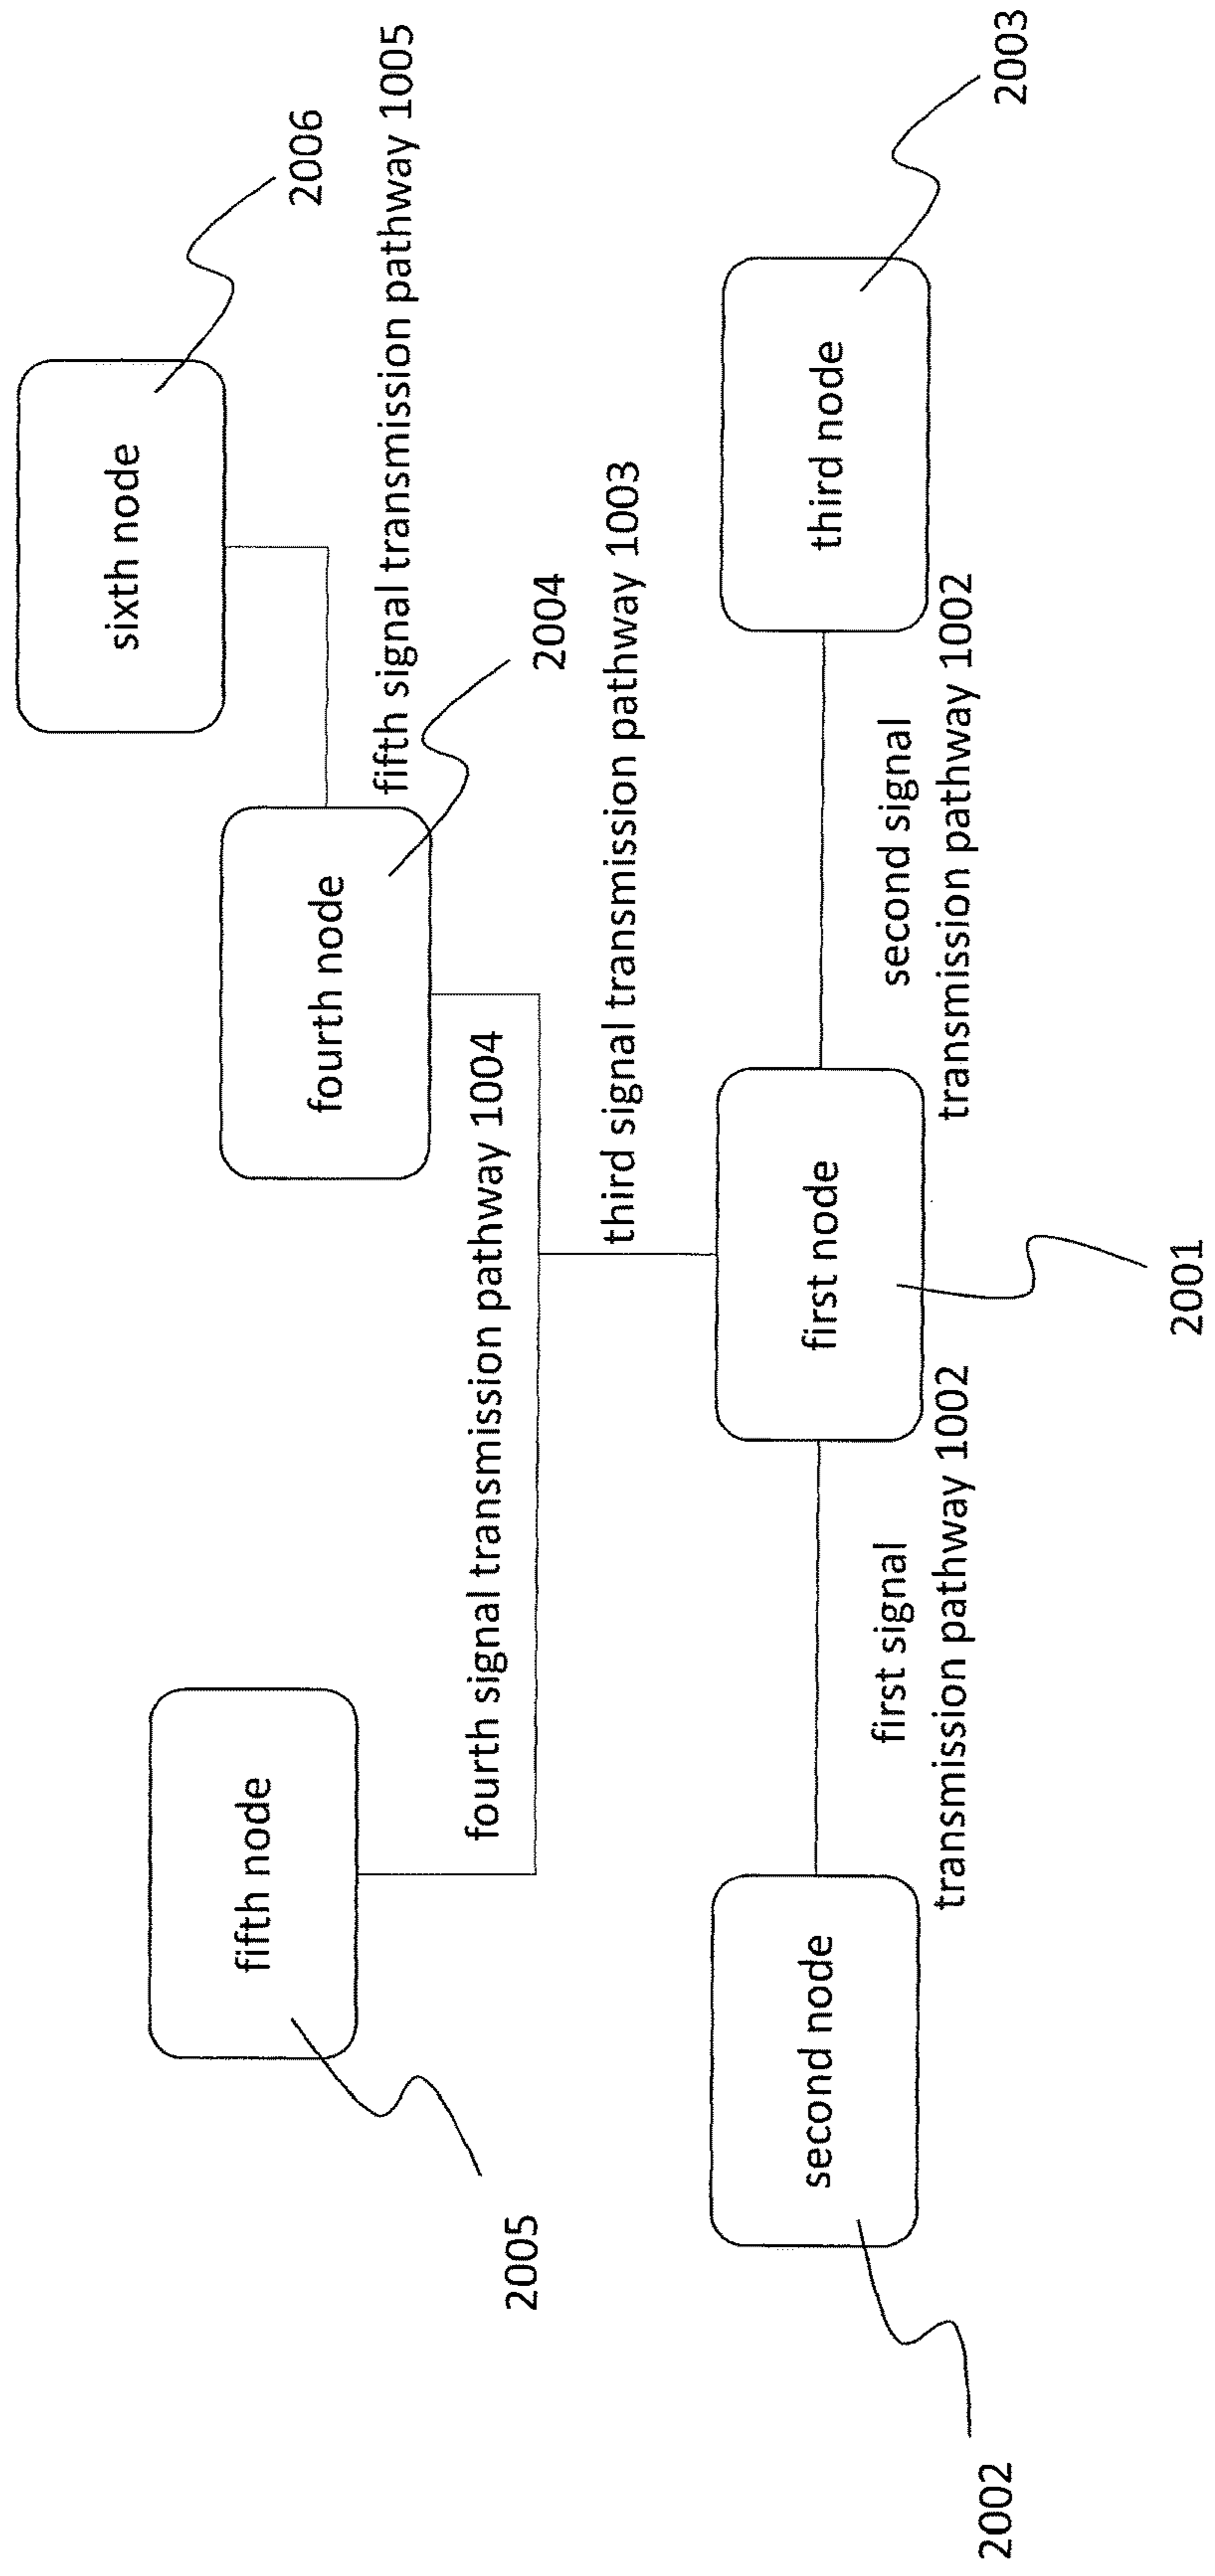 sixth node
2006
fifth signal transmission pathway 1005
fourth node
2004
fifth node
2005
fourth signal transmission pathway 1004
third signal transmission pathway 1003
second node
2002
first signal
transmission pathway 1002
first node
2001
second signal
transmission pathway 1002
third node
2003